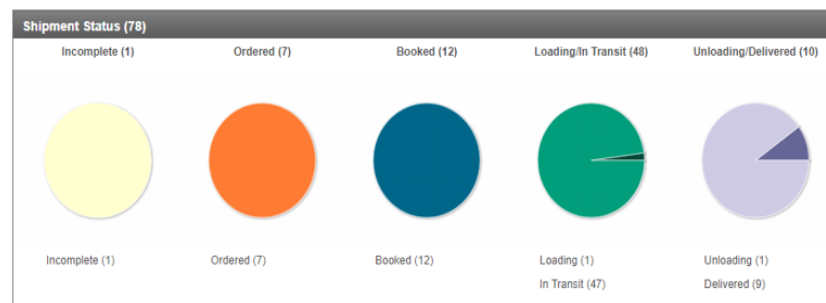 Shipment Status (78)
Incomplete (1)
Ordered (7)
Booked (12)
Loading/In Transit (48)
Unloading/Delivered (10)
Incomplete (1)
Ordered (7)
Booked (12)
Loading (1)
In Transit (47)
Unloading (1)
Delivered (9)